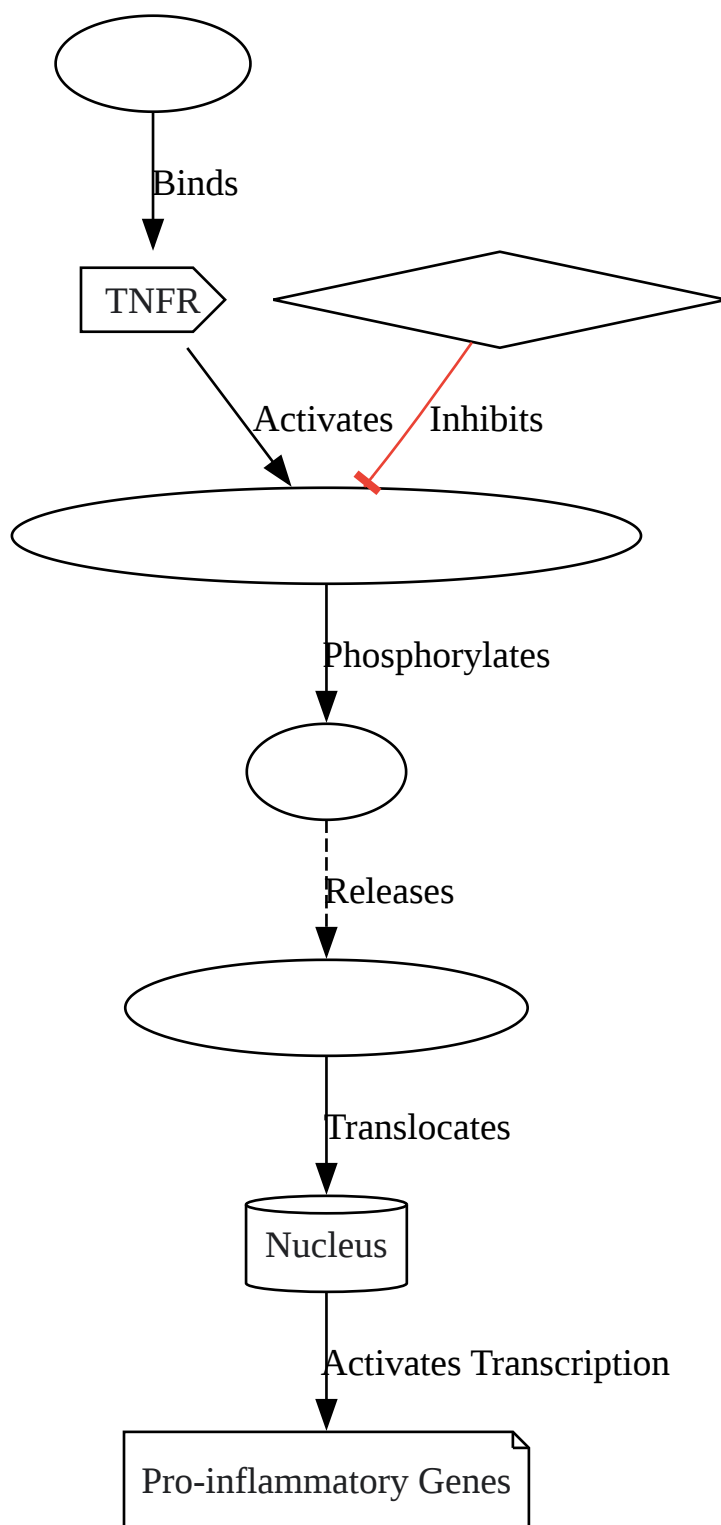 Binds
TNFR
Activates
Inhibits
Phosphorylates
Releases
Translocates
Nucleus
Activates Transcription
Pro-inflammatory Genes